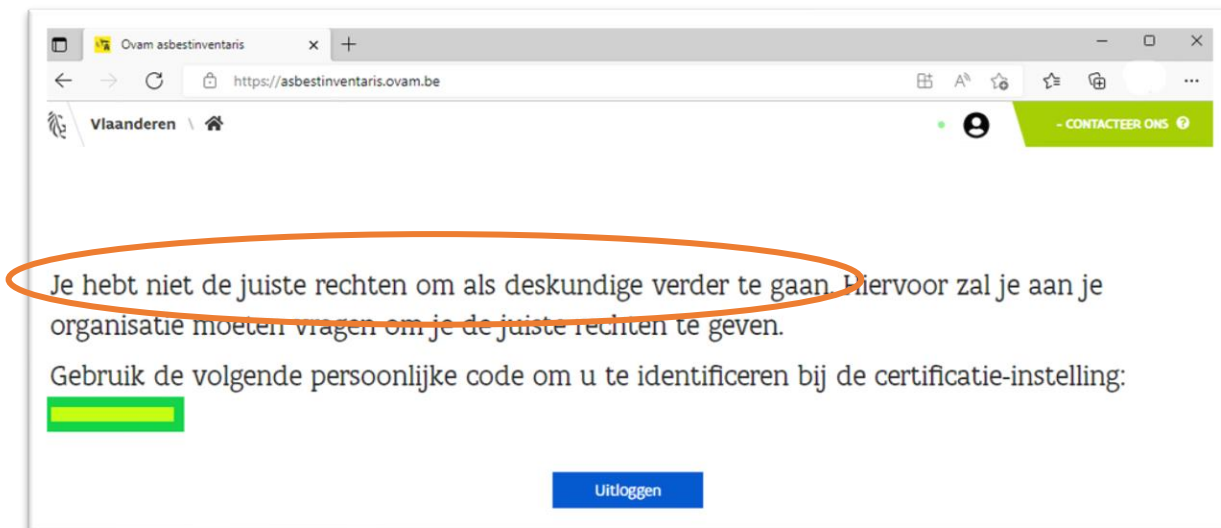 Ovam asbestinventaris
https://asbestinventaris.ovam.be
Vlaanderen \
- CONTACTEER ONS
Je hebt niet de juiste rechten om als deskundige verder te gaan. Hiervoor zal je aan je
organisatie moeten vragen om je de juiste rechten te geven.
Gebruik de volgende persoonlijke code om u te identificeren bij de certificatie-instelling:
Uitloggen